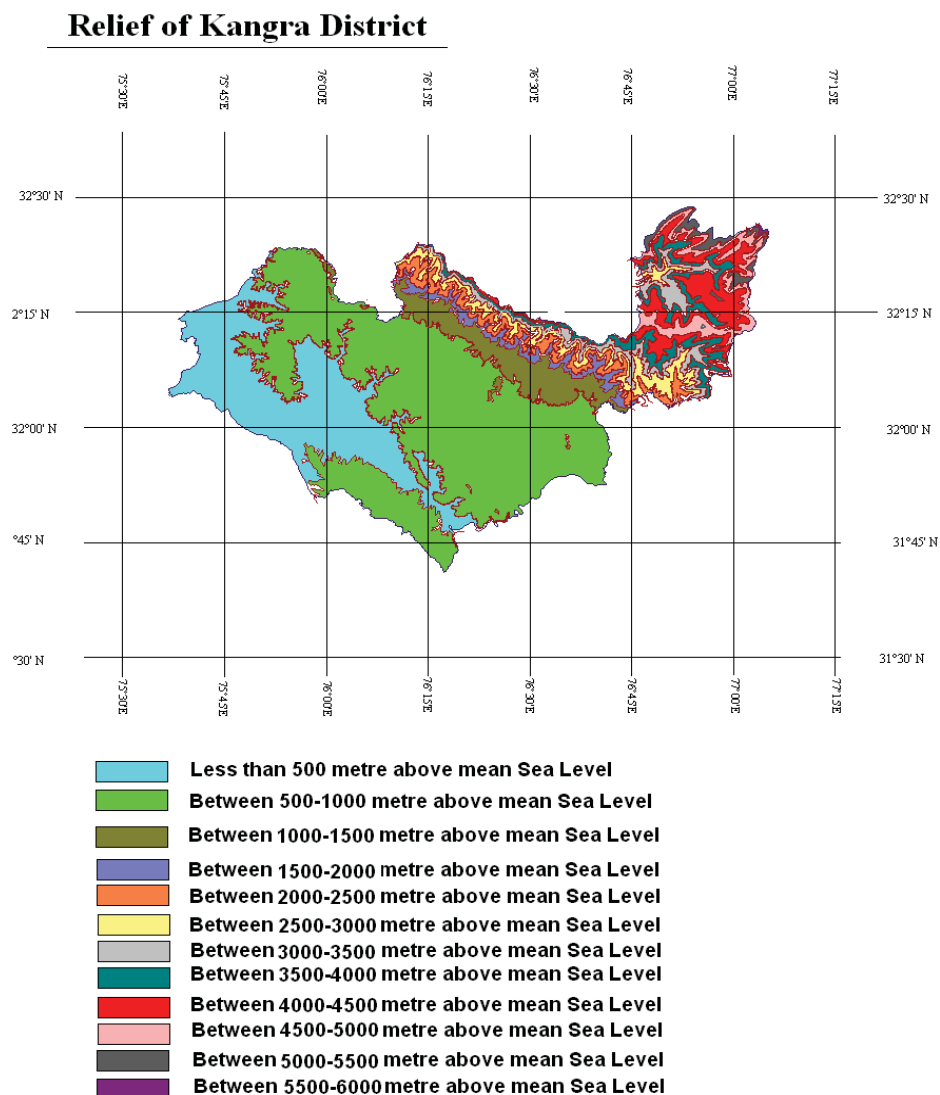 Relief of Kangra District
75°30'E 75°45'E 76°00'E 76°15'E 76°30'E 76°45'E 77°00'E 77°15'E
32°30' N 32°30' N
2°15' N 32°15' N
32°00' N 32°00' N
°45' N 31°45' N
°30' N 31°30' N
75°30'E 75°45'E 76°00'E 76°15'E 76°30'E 76°45'E 77°00'E 77°15'E
Less than 500 metre above mean Sea Level
Between 500-1000 metre above mean Sea Level
Between 1000-1500 metre above mean Sea Level
Between 1500-2000 metre above mean Sea Level
Between 2000-2500 metre above mean Sea Level
Between 2500-3000 metre above mean Sea Level
Between 3000-3500 metre above mean Sea Level
Between 3500-4000 metre above mean Sea Level
Between 4000-4500 metre above mean Sea Level
Between 4500-5000 metre above mean Sea Level
Between 5000-5500 metre above mean Sea Level
Between 5500-6000 metre above mean Sea Level